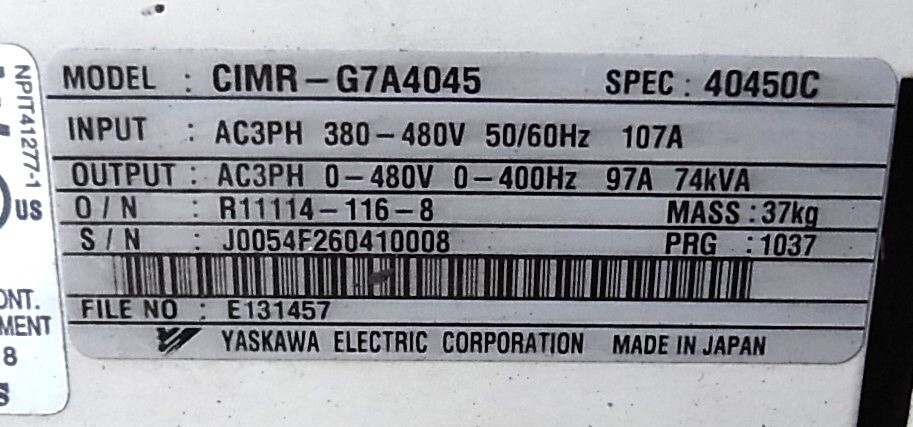 MODEL : CIMR-G7A4045 SPEC : 40450C
INPUT : AC3PH 380-480V 50/60Hz 107A
OUTPUT : AC3PH 0-480V 0-400Hz 97A 74kVA
O / N : R11114-116-8 MASS : 37kg
S / N : J0054F260410008 PRG : 1037
FILE NO : E131457
YASKAWA ELECTRIC CORPORATION MADE IN JAPAN
NPIT41277-1
US
ONT.
MENT
8
S